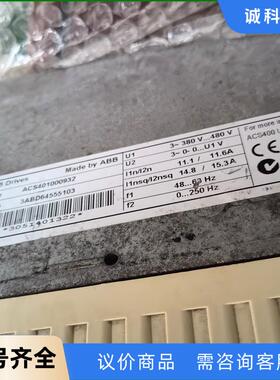 诚科
Drives
Made by ABB
ACS401000932
3ABD64555103
*3051401322*
U1 3~ 380 V...480 V
U2 3~ 0...U1 V
I1n/I2n 11.1 / 11.6A
I1nsq/I2nsq 14.8 / 15.3A
f1 48...63 Hz
f2 0...250 Hz
For more i
ACS400 U
号齐全
议价商品
需咨询客